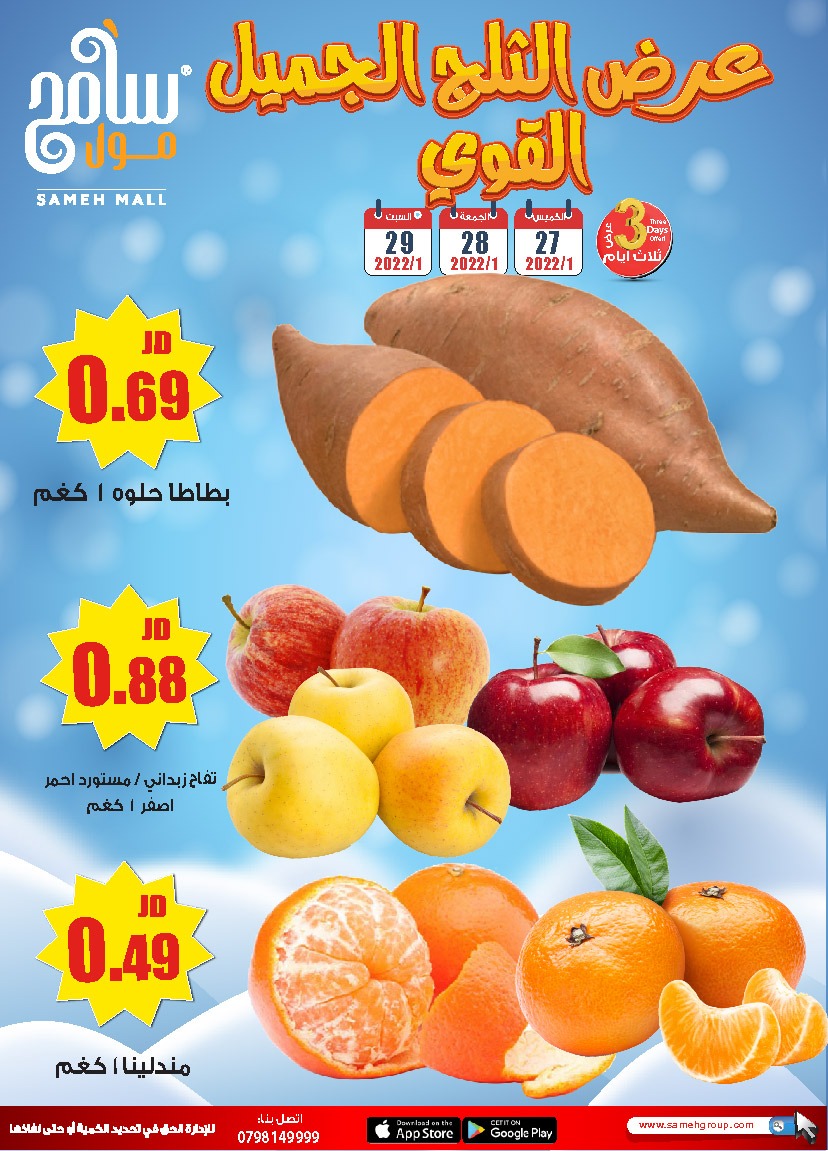 سامح®
مول
SAMEH MALL
عرض الثلج الجميل
القوي
الخميس
27
2022/1
الجمعة
28
2022/1
السبت
29
2022/1
3
Three
Days
Offer!
عرض
ثلاث ايام
JD
0.69
بطاطا حلوه ١ كغم
JD
0.88
تفاح زبداني / مستورد احمر
اصفر ١ كغم
JD
0.49
مندلينا ١ كغم
للإدارة الحق في تحديد الكمية أو حتى نفاذها
اتصل بنا:
0798149999
Download on the
App Store
GET IT ON
Google Play
www.samehgroup.com